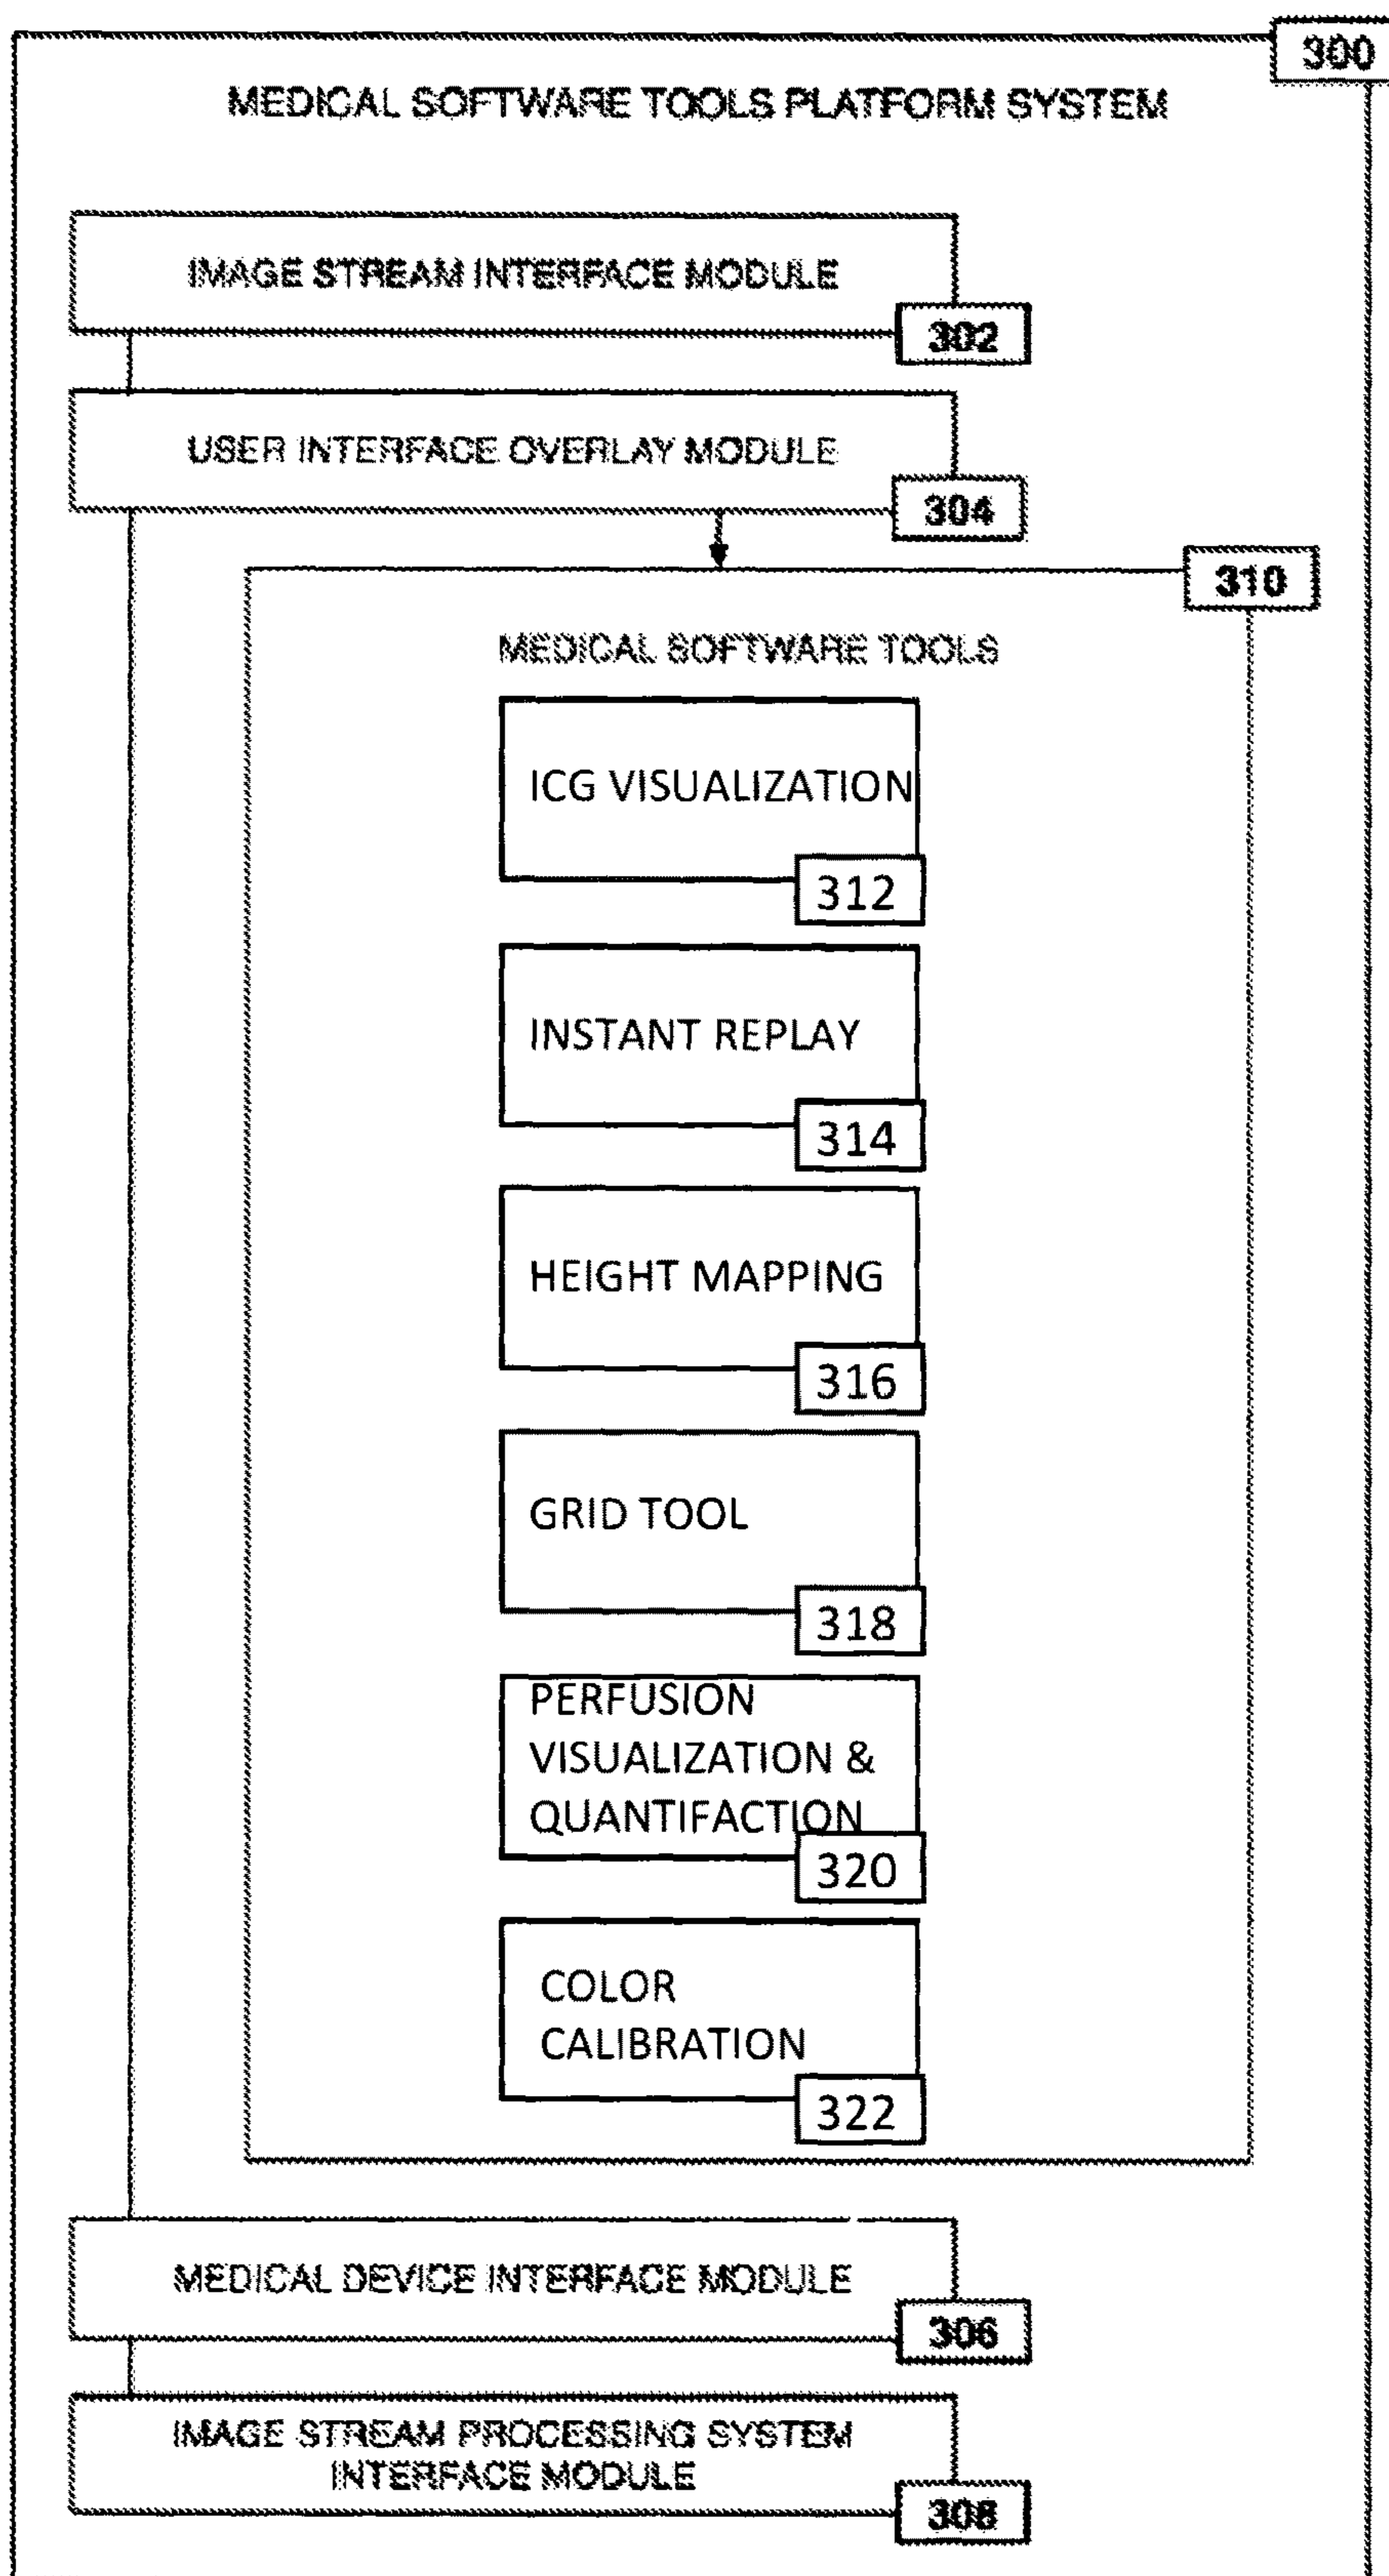 300
MEDICAL SOFTWARE TOOLS PLATFORM SYSTEM
IMAGE STREAM INTERFACE MODULE
302
USER INTERFACE OVERLAY MODULE
304
310
MEDICAL SOFTWARE TOOLS
ICG VISUALIZATION
312
INSTANT REPLAY
314
HEIGHT MAPPING
316
GRID TOOL
318
PERFUSION
VISUALIZATION &
QUANTIFACTION
320
COLOR
CALIBRATION
322
MEDICAL DEVICE INTERFACE MODULE
306
IMAGE STREAM PROCESSING SYSTEM
INTERFACE MODULE
308